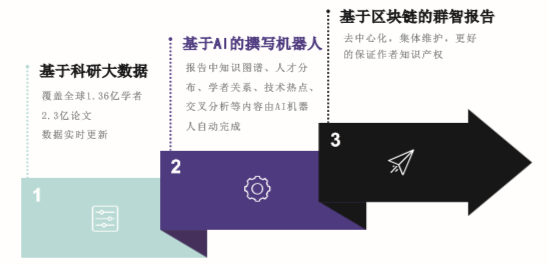 基于科研大数据
覆盖全球1.36亿学者
2.3亿论文
数据实时更新
1
基于AI的撰写机器人
报告中知识图谱、人才分
布、学者关系、技术热点、
交叉分析等内容由AI机器
人自动完成
2
基于区块链的群智报告
去中心化，集体维护，更好
的保证作者知识产权
3